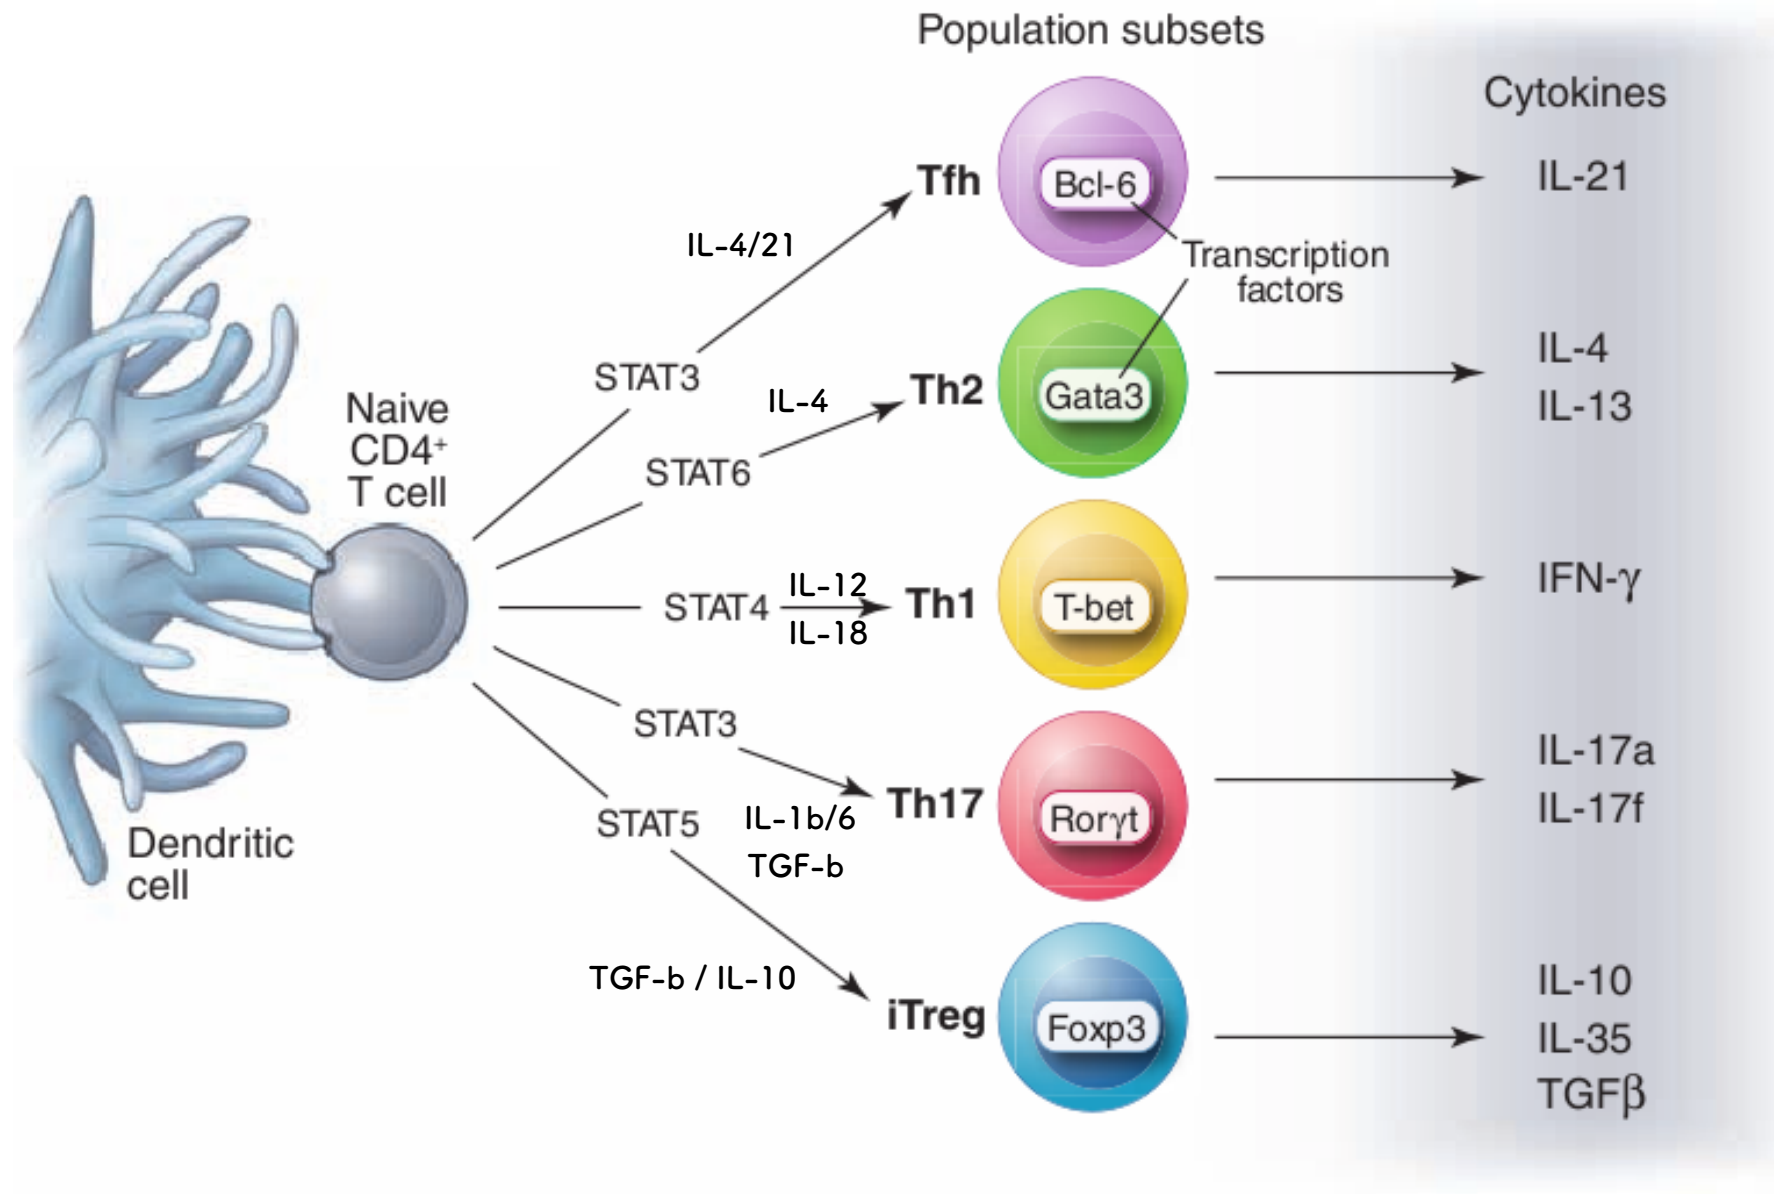 Population subsets
Cytokines
Tfh
Bcl-6
IL-21
IL-4/21
Transcription
factors
STAT3
Th2
Gata3
IL-4
IL-13
IL-4
STAT6
Naive
CD4⁺
T cell
STAT4
IL-12
IL-18
Th1
T-bet
IFN-γ
STAT3
Th17
Rorγt
IL-17a
IL-17f
IL-1b/6
TGF-b
STAT5
Dendritic
cell
TGF-b / IL-10
iTreg
Foxp3
IL-10
IL-35
TGFβ